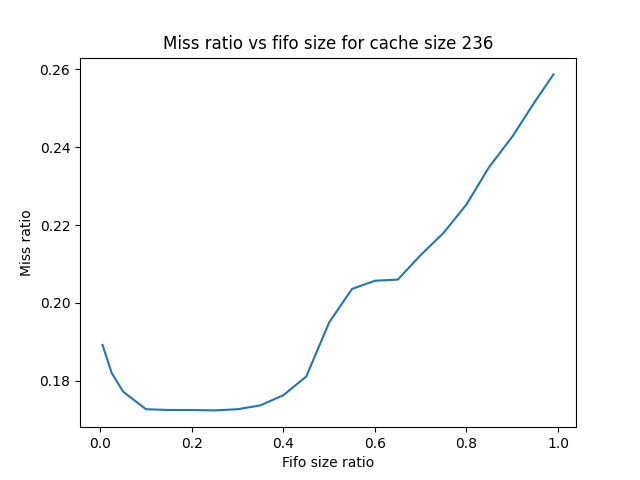 Miss ratio vs fifo size for cache size 236
0.26
0.24
0.22
0.20
0.18
Miss ratio
0.0 0.2 0.4 0.6 0.8 1.0
Fifo size ratio